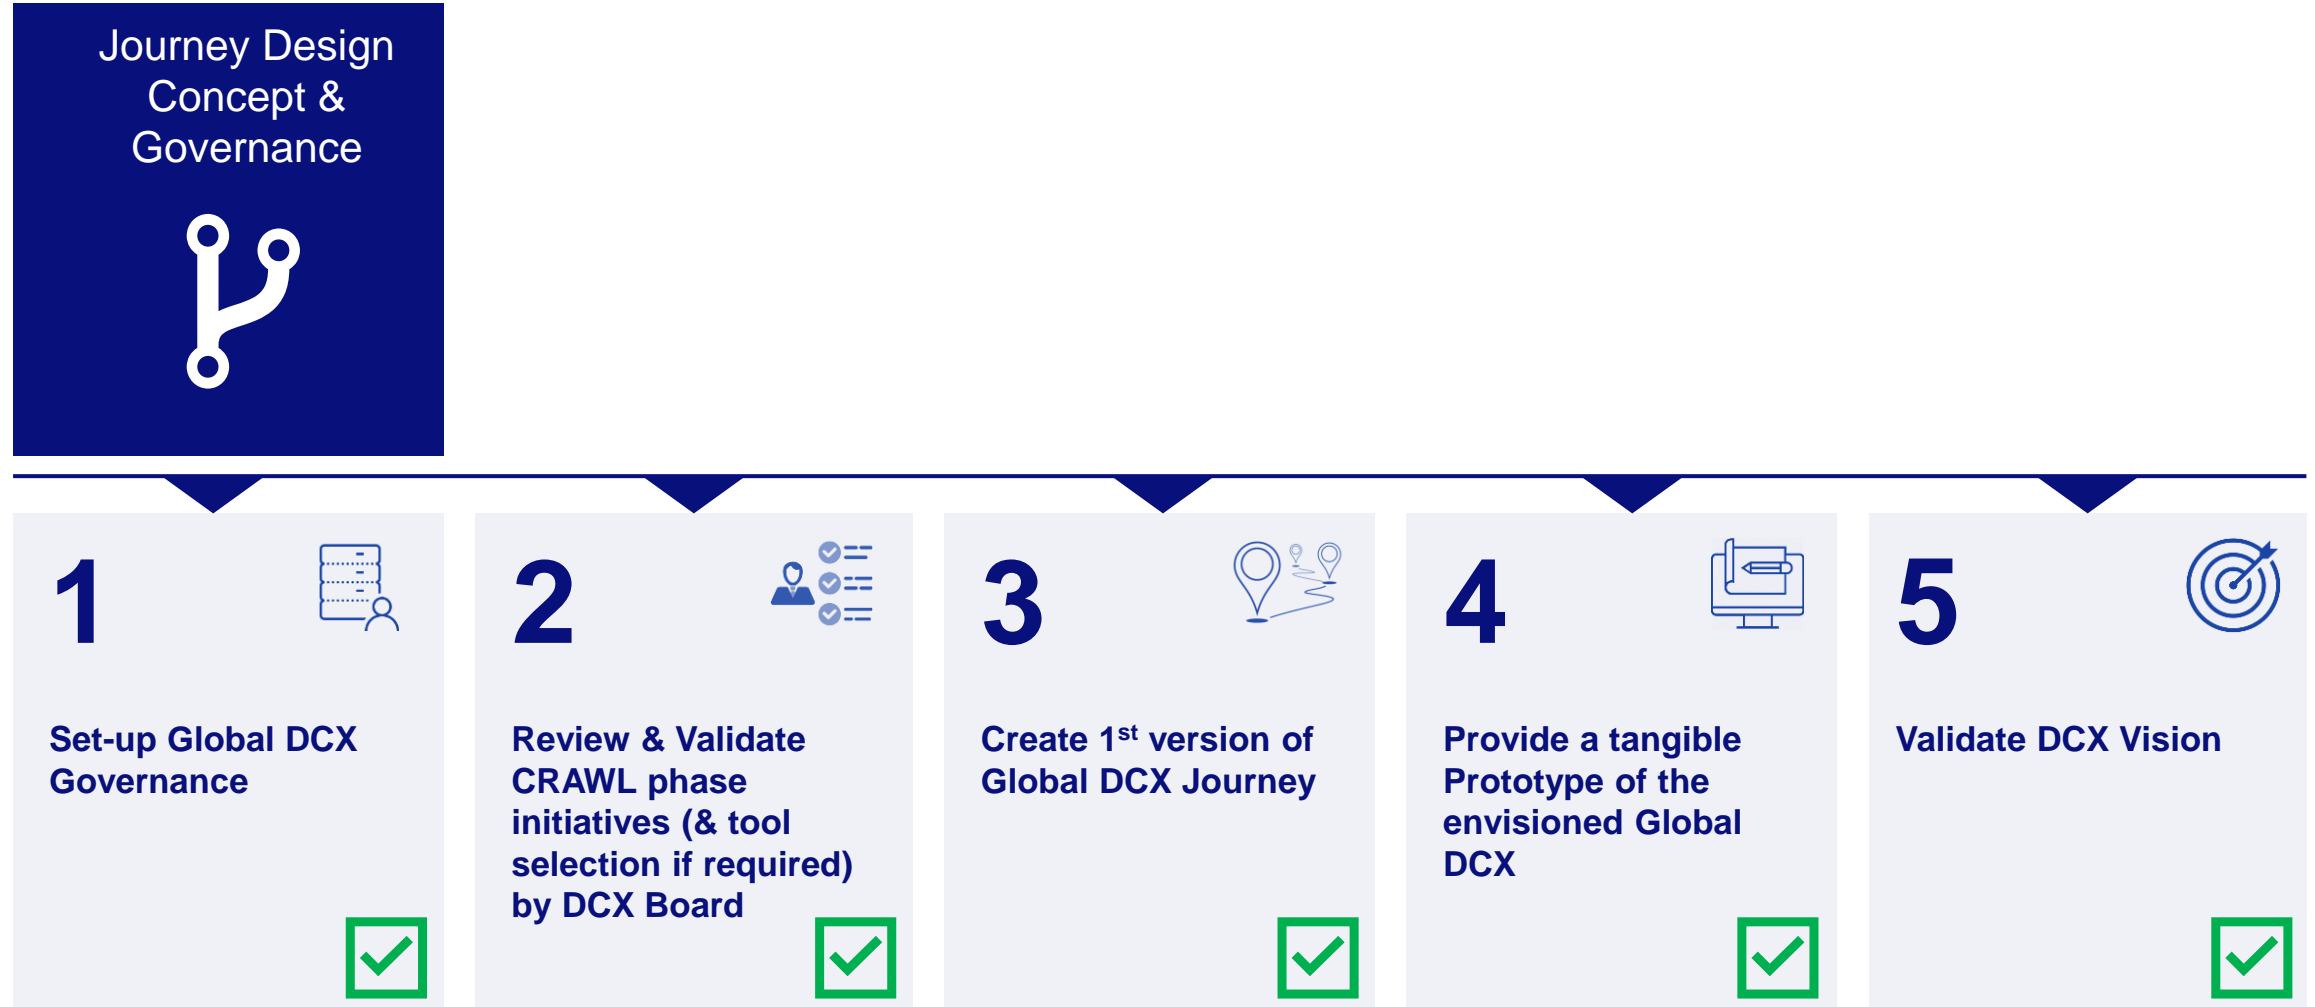 Journey Design
Concept &
Governance
1
Set-up Global DCX
Governance
2
Review & Validate
CRAWL phase
initiatives (& tool
selection if required)
by DCX Board
3
Create 1st version of
Global DCX Journey
4
Provide a tangible
Prototype of the
envisioned Global
DCX
5
Validate DCX Vision